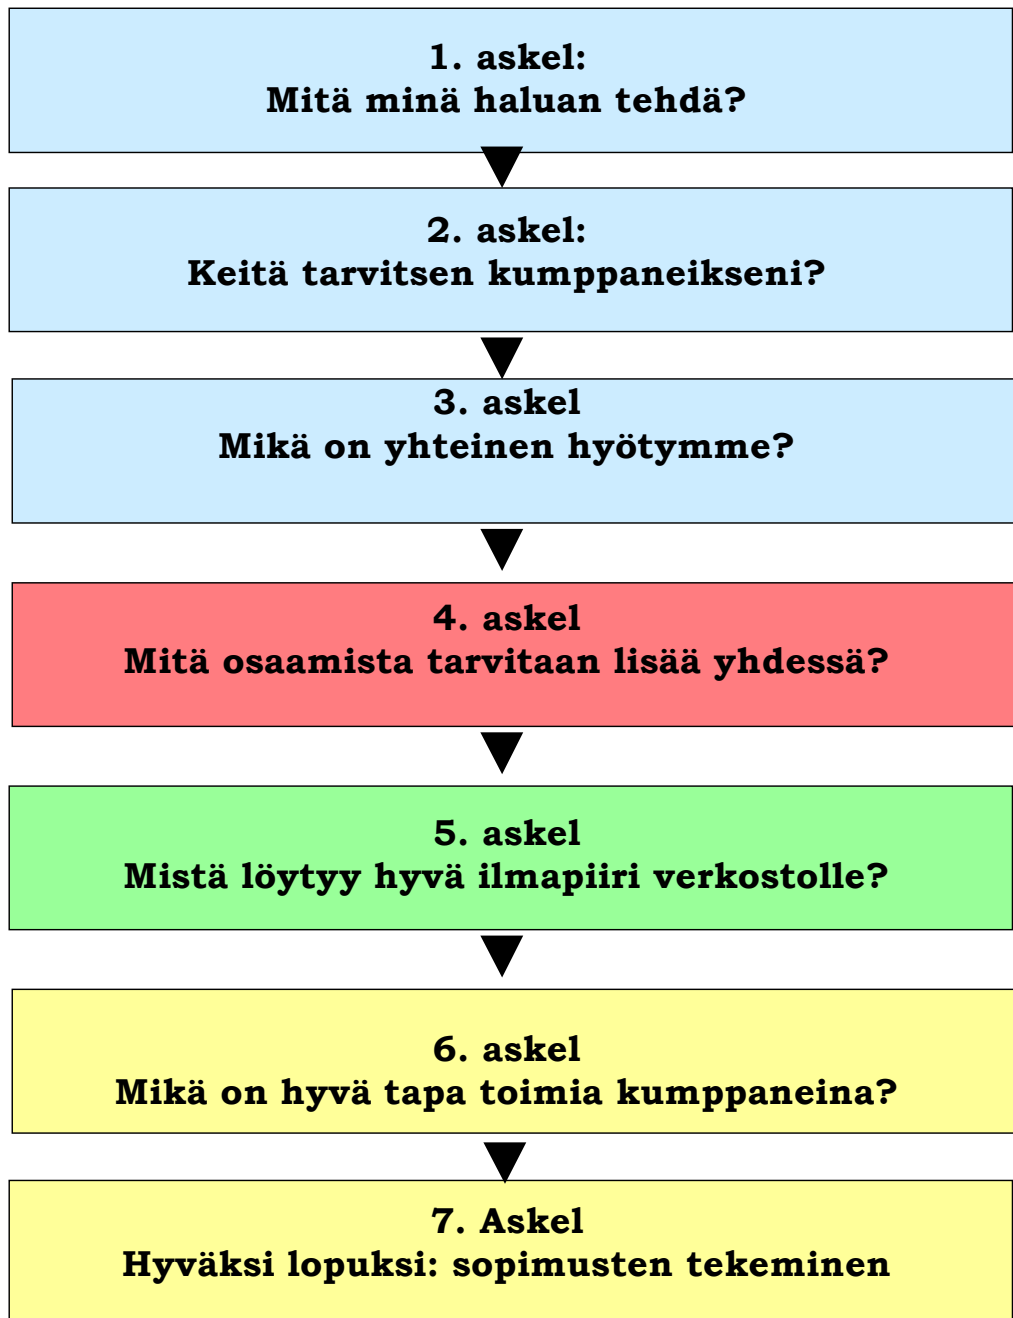 1. askel:
Mitä minä haluan tehdä?
2. askel:
Keitä tarvitsen kumppaneikseni?
3. askel
Mikä on yhteinen hyötymme?
4. askel
Mitä osaamista tarvitaan lisää yhdessä?
5. askel
Mistä löytyy hyvä ilmapiiri verkostolle?
6. askel
Mikä on hyvä tapa toimia kumppaneina?
7. Askel
Hyväksi lopuksi: sopimusten tekeminen